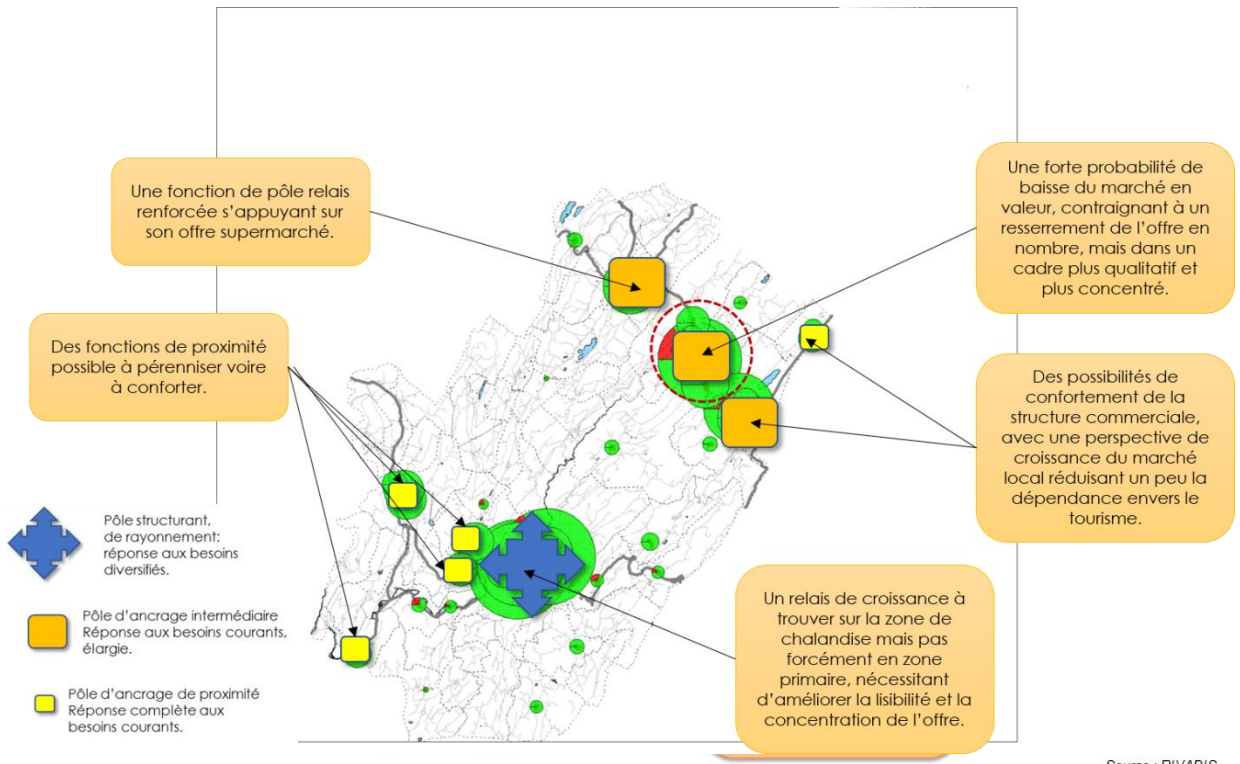 Une fonction de pôle relais
renforcée s’appuyant sur
son offre supermarché.
Une forte probabilité de
baisse du marché en
valeur, contraignant à un
resserrement de l’offre en
nombre, mais dans un
cadre plus qualitatif et
plus concentré.
Des fonctions de proximité
possible à pérenniser voire
à conforter.
Des possibilités de
confortement de la
structure commerciale,
avec une perspective de
croissance du marché
local réduisant un peu la
dépendance envers le
tourisme.
Pôle structurant,
de rayonnement:
réponse aux besoins
diversifiés.
Pôle d’ancrage intermédiaire
Réponse aux besoins courants,
élargie.
Pôle d’ancrage de proximité
Réponse complète aux
besoins courants.
Un relais de croissance à
trouver sur la zone de
chalandise mais pas
forcément en zone
primaire, nécessitant
d’améliorer la lisibilité et la
concentration de l’offre.